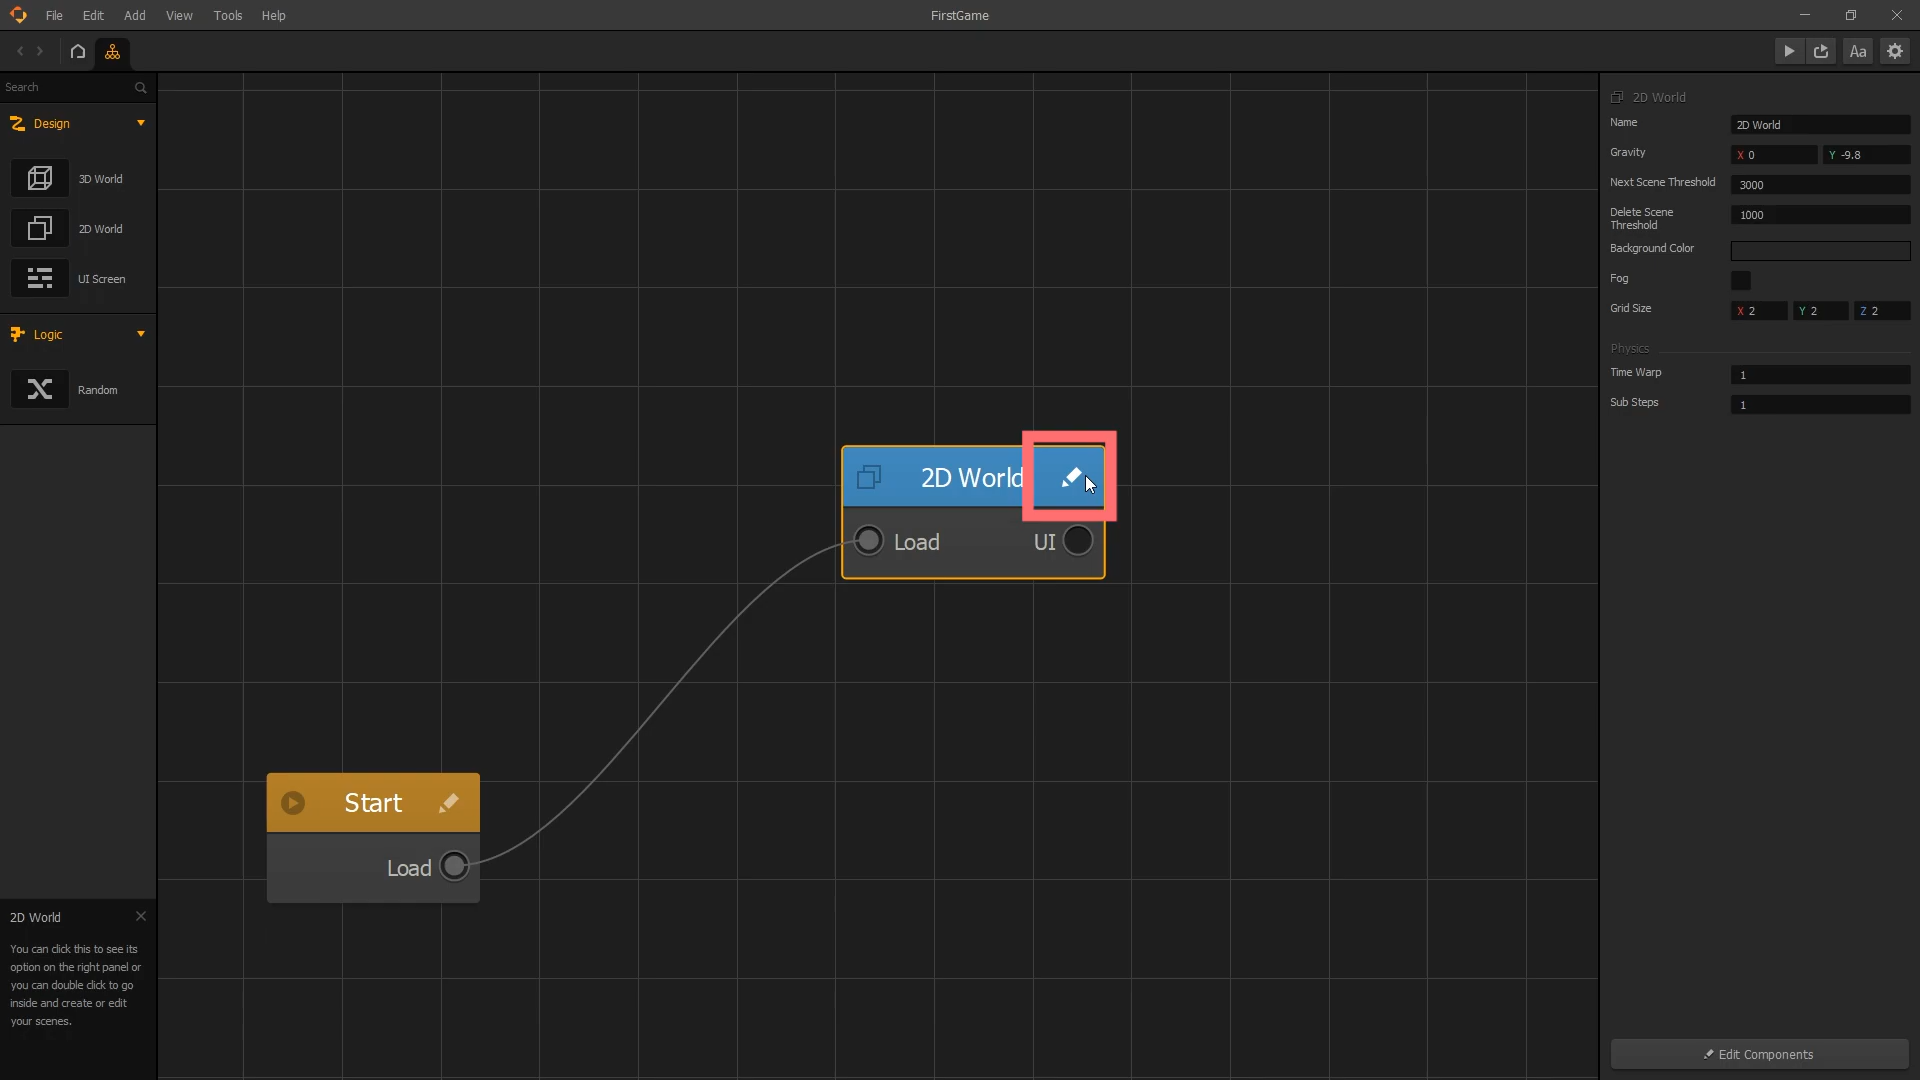 File Edit Add View Tools Help
FirstGame
Aa
Search
Design
3D World
2D World
UI Screen
Logic
Random
2D World
Load UI
Start
Load
2D World
You can click this to see its
option on the right panel or
you can double click to go
inside and create or edit
your scenes.
2D World
Name 2D World
Gravity X 0 Y -9.8
Next Scene Threshold 3000
Delete Scene
Threshold 1000
Background Color
Fog
Grid Size X 2 Y 2 Z 2
Physics
Time Warp 1
Sub Steps 1
Edit Components